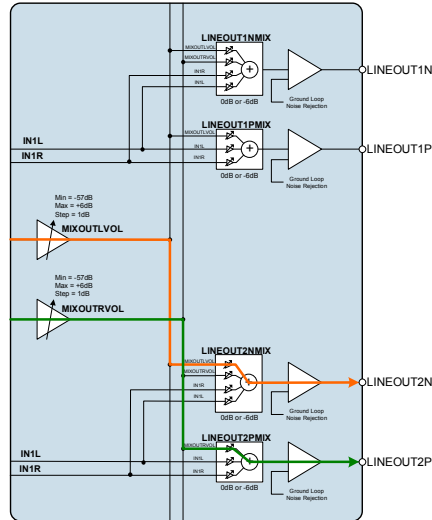 LINEOUT1NMIX
MIXOUTLVOL
MIXOUTRVOL
IN1R
IN1L
0dB or -6dB
Ground Loop
Noise Rejection
LINEOUT1N
LINEOUT1PMIX
MIXOUTLVOL
IN1L
IN1R
0dB or -6dB
Ground Loop
Noise Rejection
LINEOUT1P
IN1L
IN1R
Min = -57dB
Max = +6dB
Step = 1dB
MIXOUTLVOL
Min = -57dB
Max = +6dB
Step = 1dB
MIXOUTRVOL
LINEOUT2NMIX
MIXOUTLVOL
MIXOUTRVOL
IN1R
IN1L
0dB or -6dB
Ground Loop
Noise Rejection
LINEOUT2N
LINEOUT2PMIX
MIXOUTRVOL
IN1L
IN1R
0dB or -6dB
Ground Loop
Noise Rejection
LINEOUT2P
IN1L
IN1R